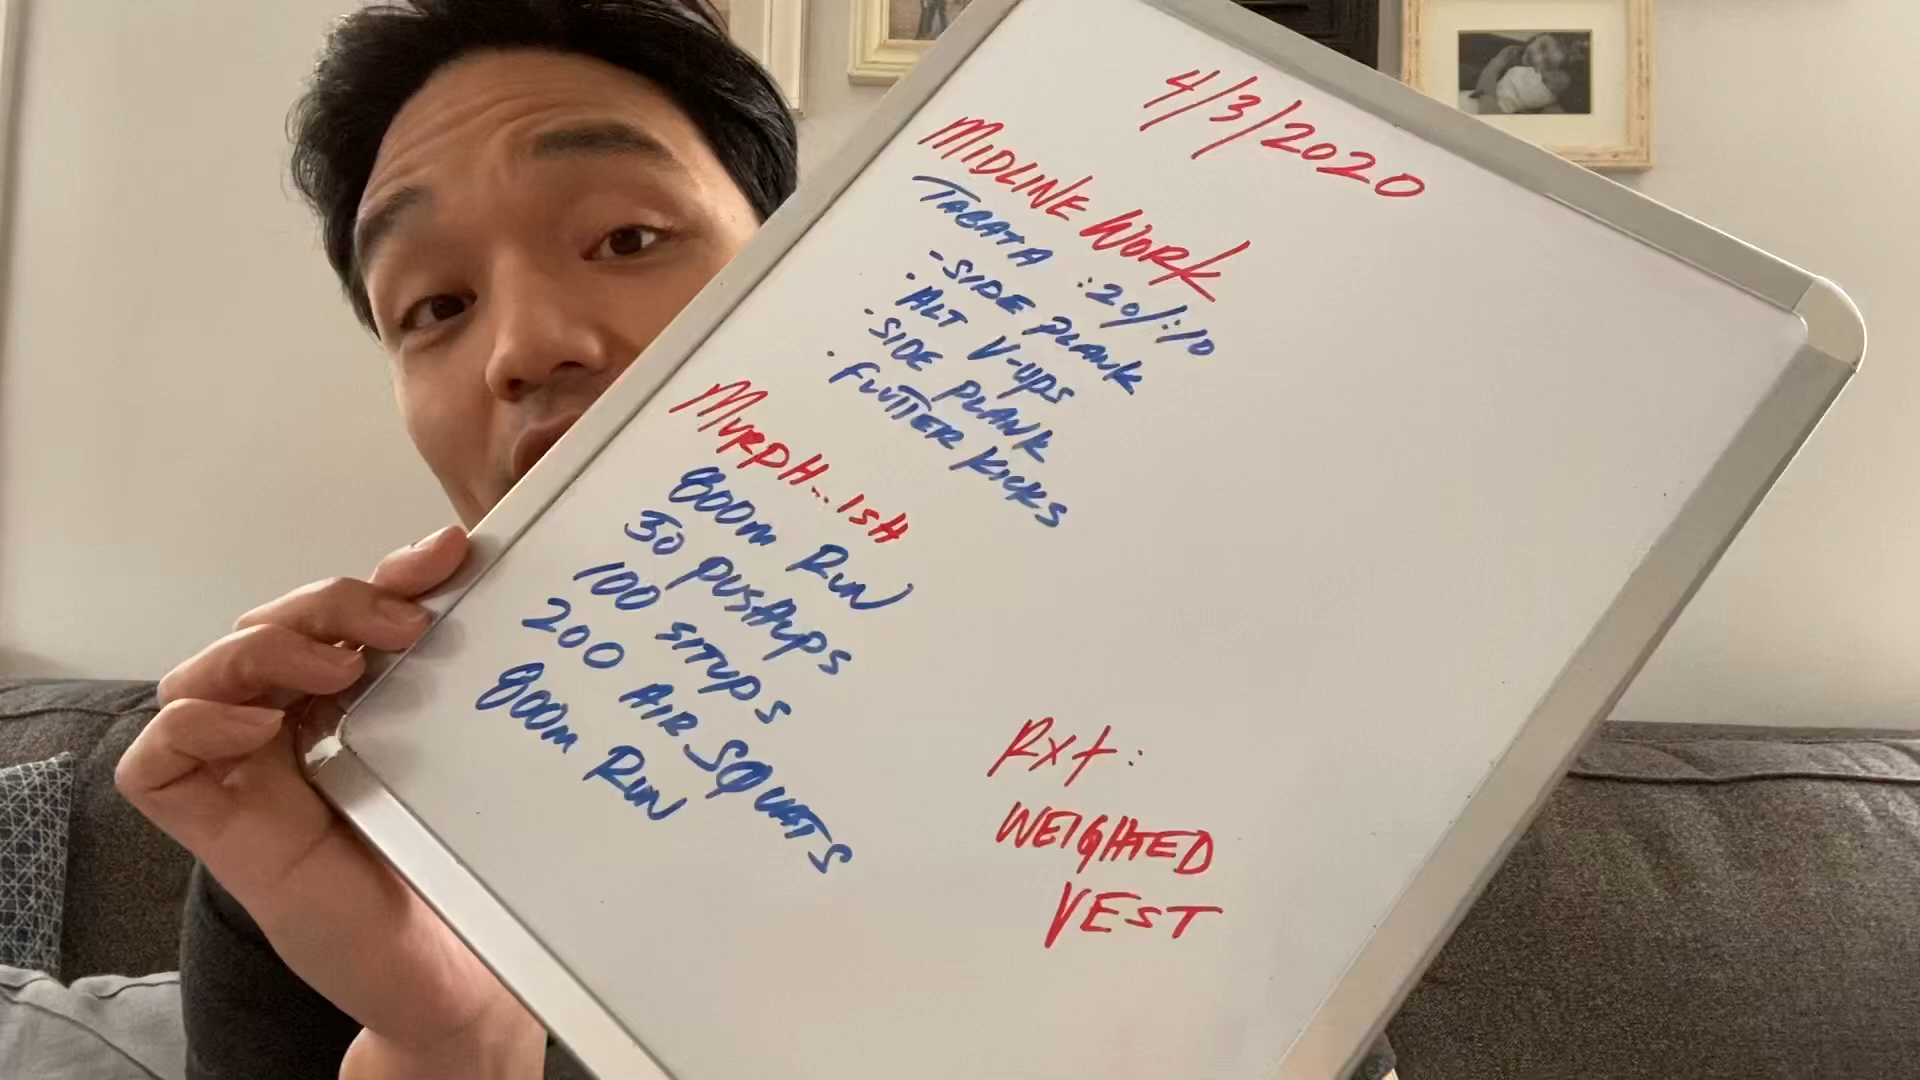 4/3/2020
MIDLINE WORK
TABATA :20/:10
- SIDE PLANK
· ALT V-UPS
· SIDE PLANK
· FLUTTER KICKS
MURPH...ISH
800m RUN
50 PUSHUPS
100 SITUPS
200 AIR SQUATS
800m RUN
RX+:
WEIGHTED
VEST